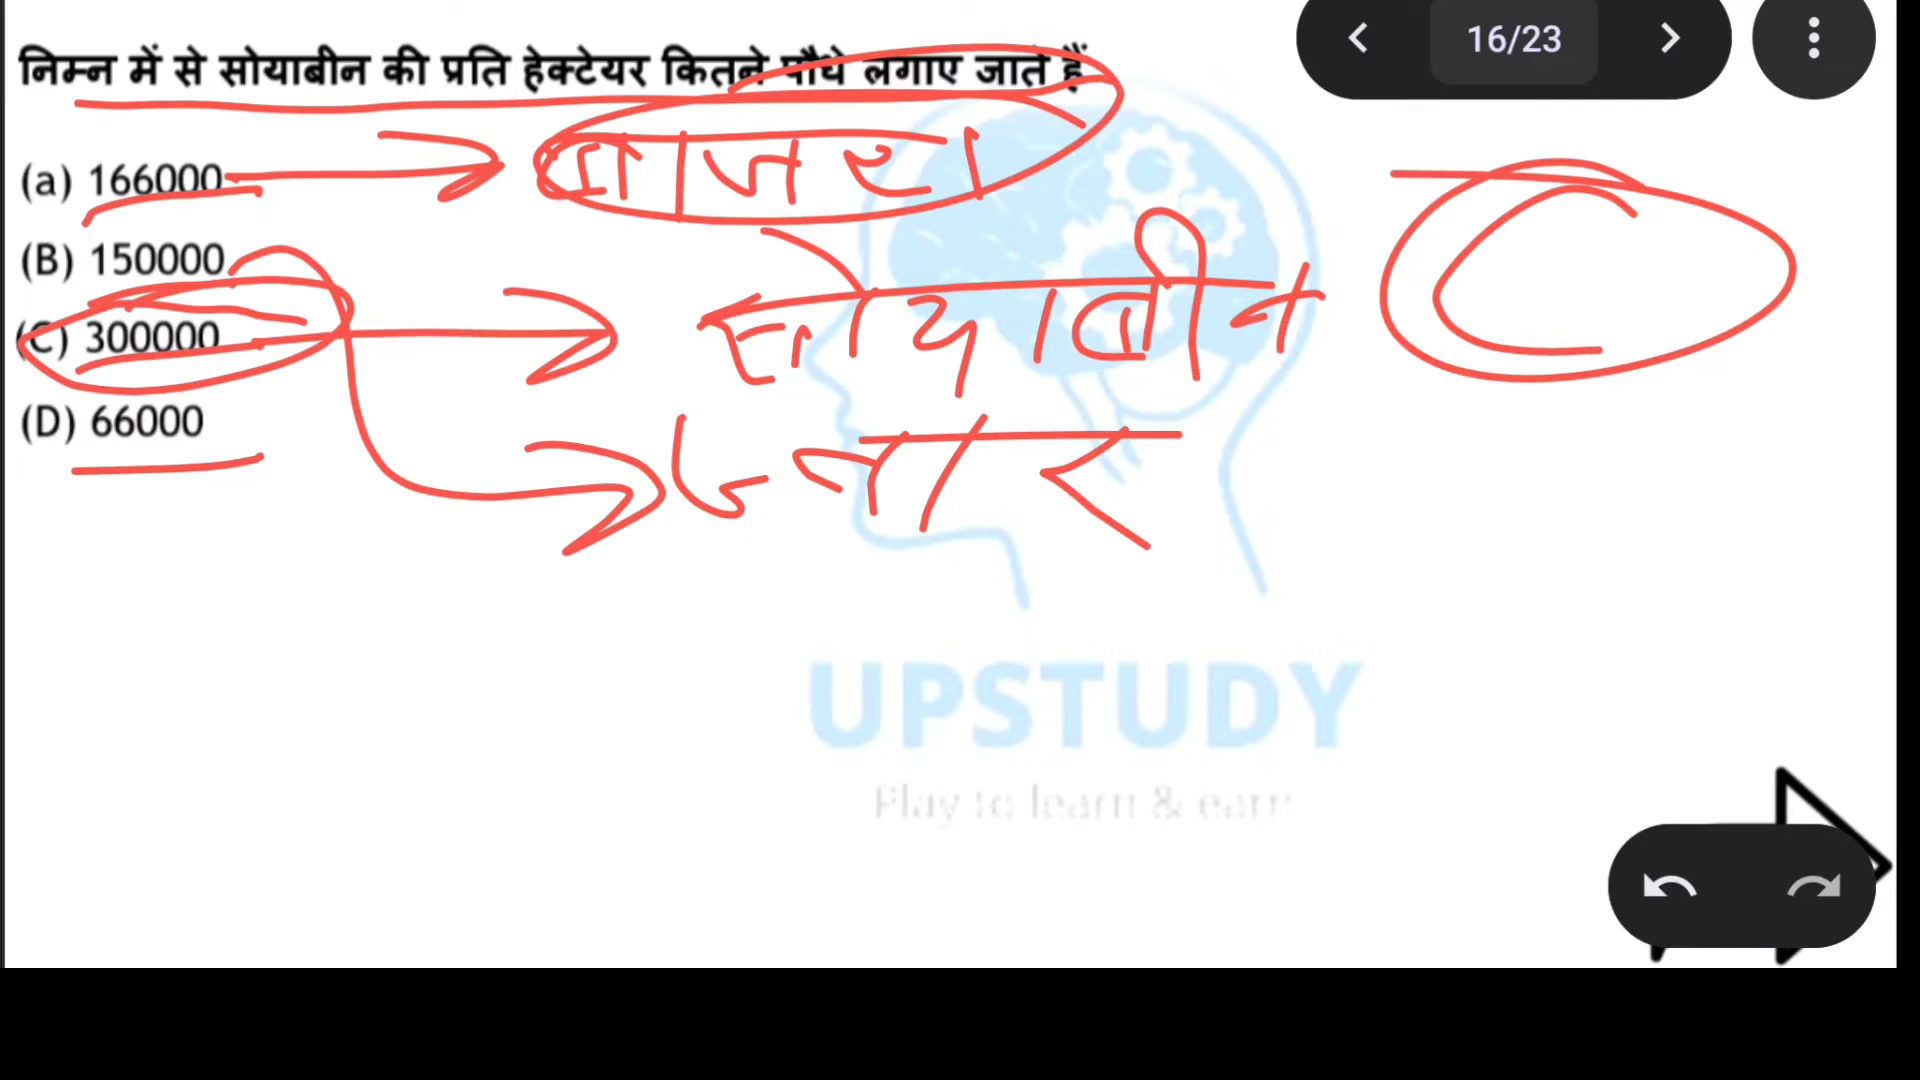 निम्न में से सोयाबीन की प्रति हेक्टेयर कितने पौधे लगाए जाते हैं
16/23
(a) 166000
बाजरा
(B) 150000
(C) 300000
सोयाबीन
(D) 66000
UPSTUDY
Play to learn & earn